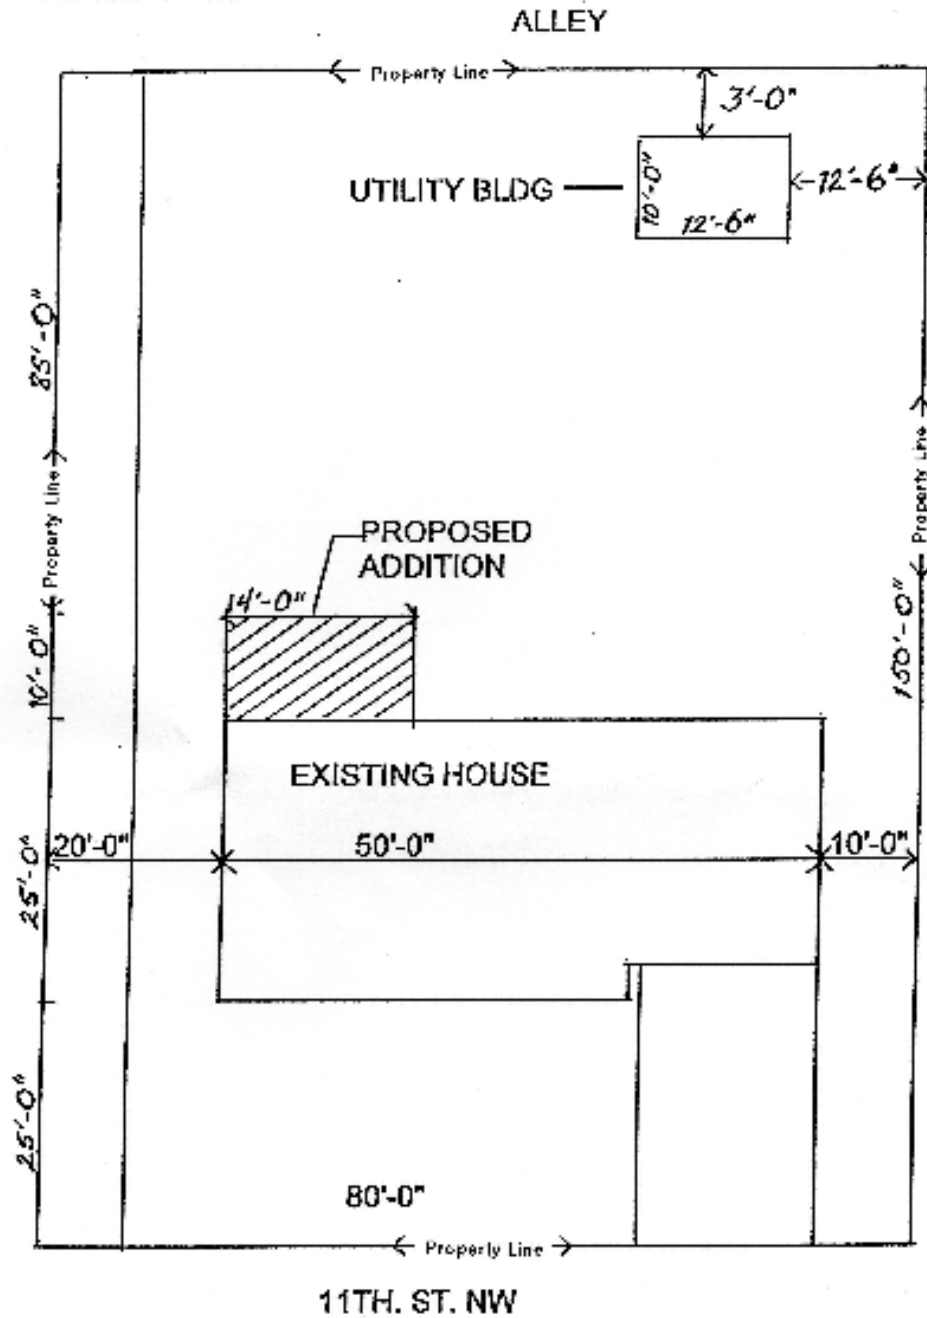 ALLEY
Property Line
3'-0"
UTILITY BLDG
10'-0"
12'-6"
12'-6"
85'-0"
Property Line
Property Line
PROPOSED
ADDITION
14'-0"
10'-0"
150'-0"
EXISTING HOUSE
20'-0"
50'-0"
10'-0"
25'-0"
25'-0"
80'-0"
Property Line
11TH. ST. NW